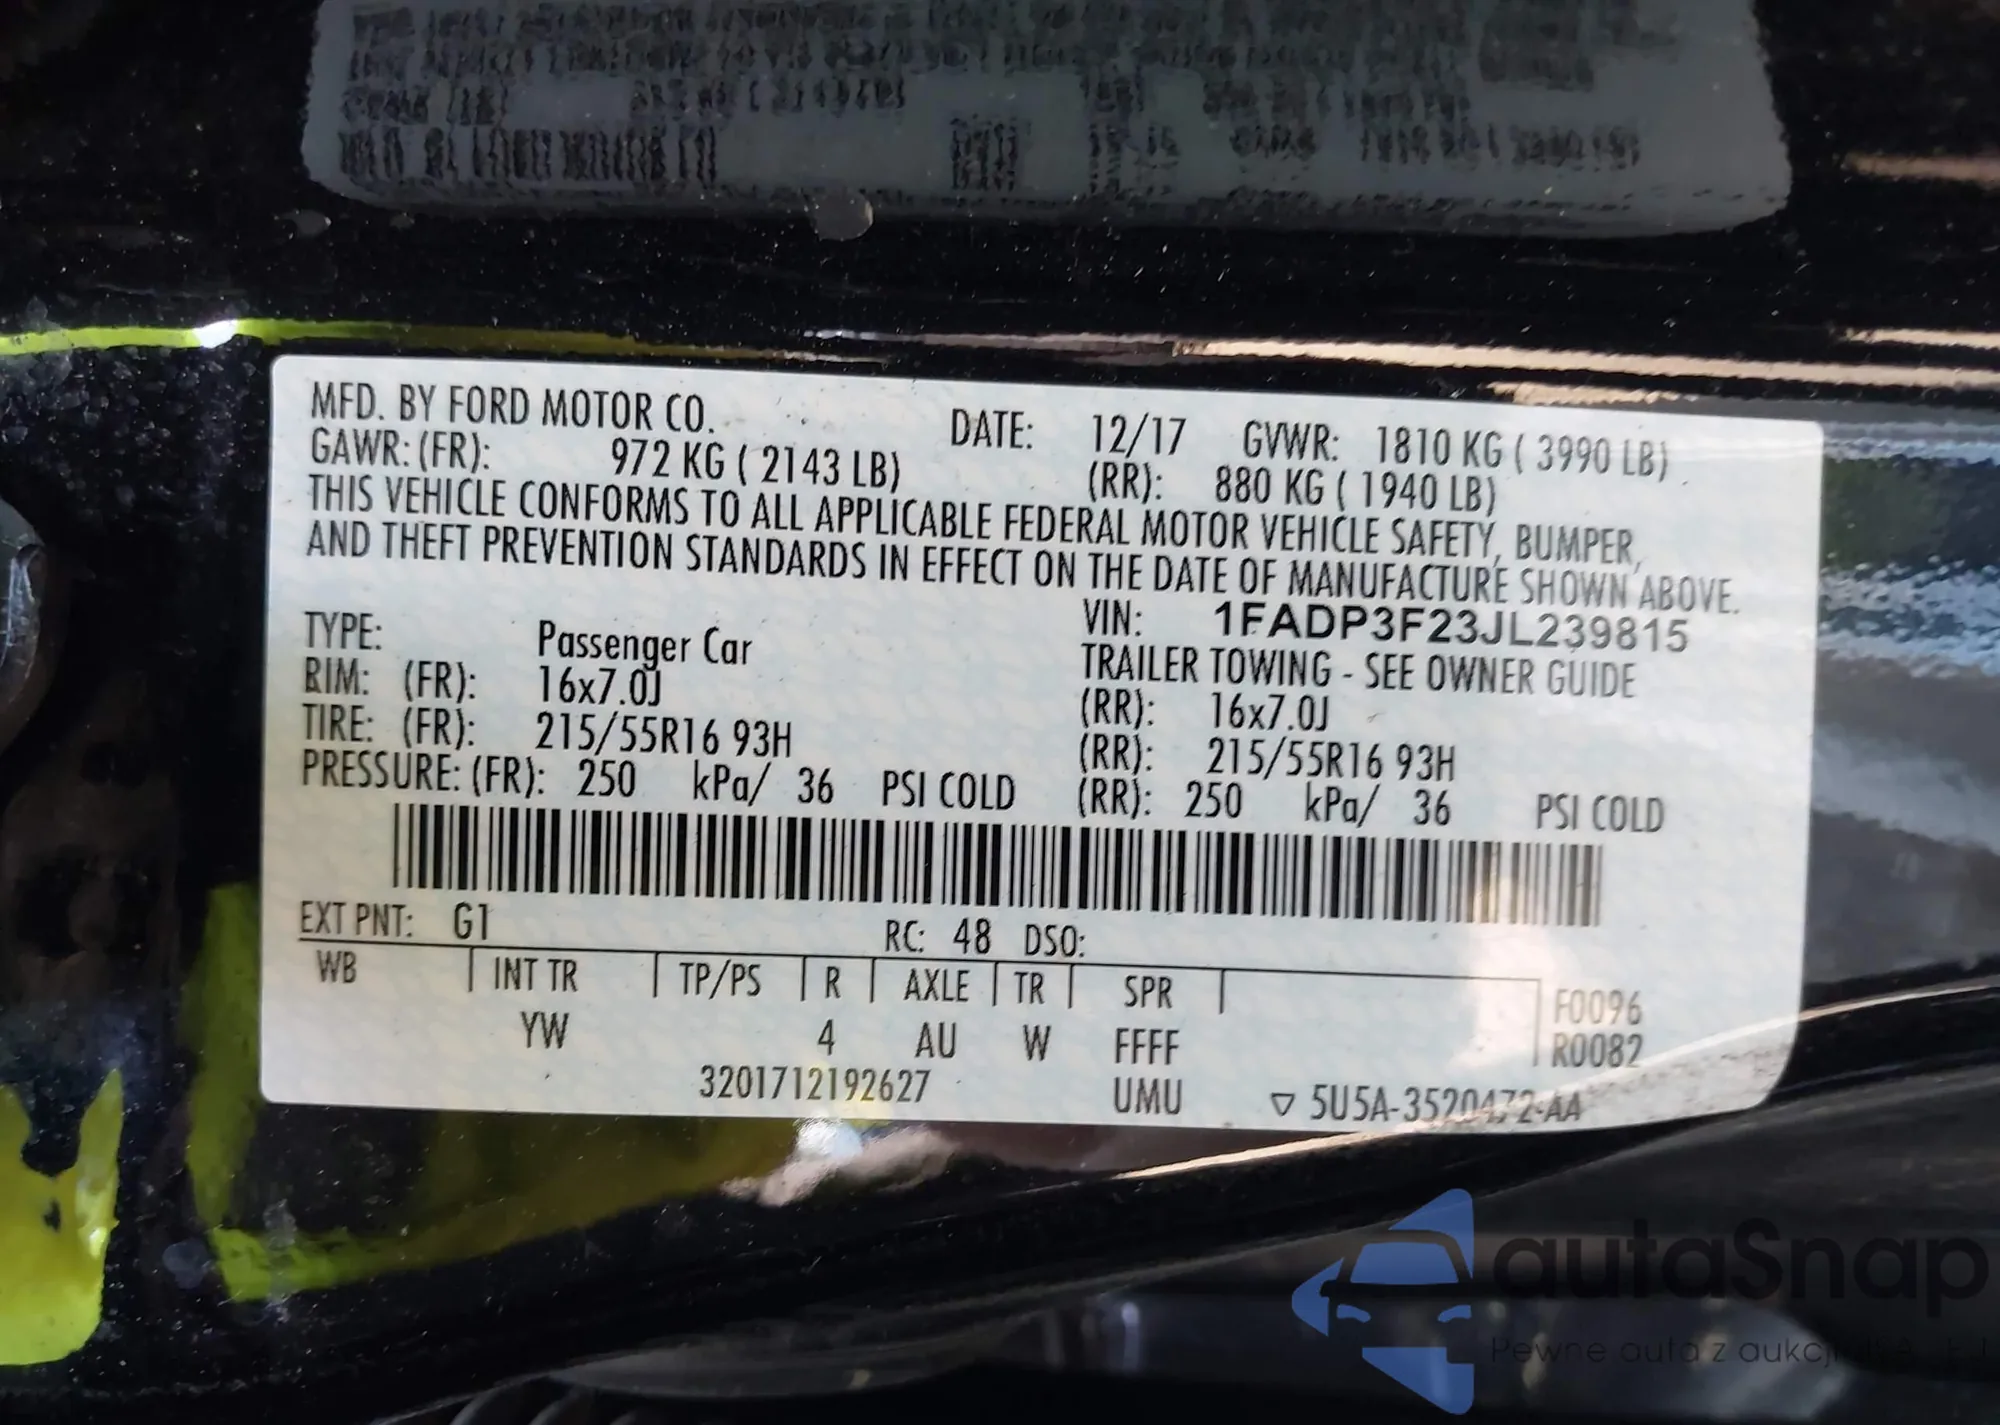 MFD. BY FORD MOTOR CO. DATE: 12/17 GVWR: 1810 KG ( 3990 LB)
GAWR: (FR): 972 KG ( 2143 LB) (RR): 880 KG ( 1940 LB)
THIS VEHICLE CONFORMS TO ALL APPLICABLE FEDERAL MOTOR VEHICLE SAFETY, BUMPER,
AND THEFT PREVENTION STANDARDS IN EFFECT ON THE DATE OF MANUFACTURE SHOWN ABOVE.
VIN: 1FADP3F23JL239815
TYPE: Passenger Car TRAILER TOWING - SEE OWNER GUIDE
RIM: (FR): 16x7.0J (RR): 16x7.0J
TIRE: (FR): 215/55R16 93H (RR): 215/55R16 93H
PRESSURE: (FR): 250 kPa/ 36 PSI COLD (RR): 250 kPa/ 36 PSI COLD
EXT PNT: G1 RC: 48 DSO:
WB INT TR TP/PS R AXLE TR SPR F0096
YW 4 AU W FFFF R0082
3201712192627 UMU ▽ 5U5A-3520472-AA
autaSnap
Pewne auta z